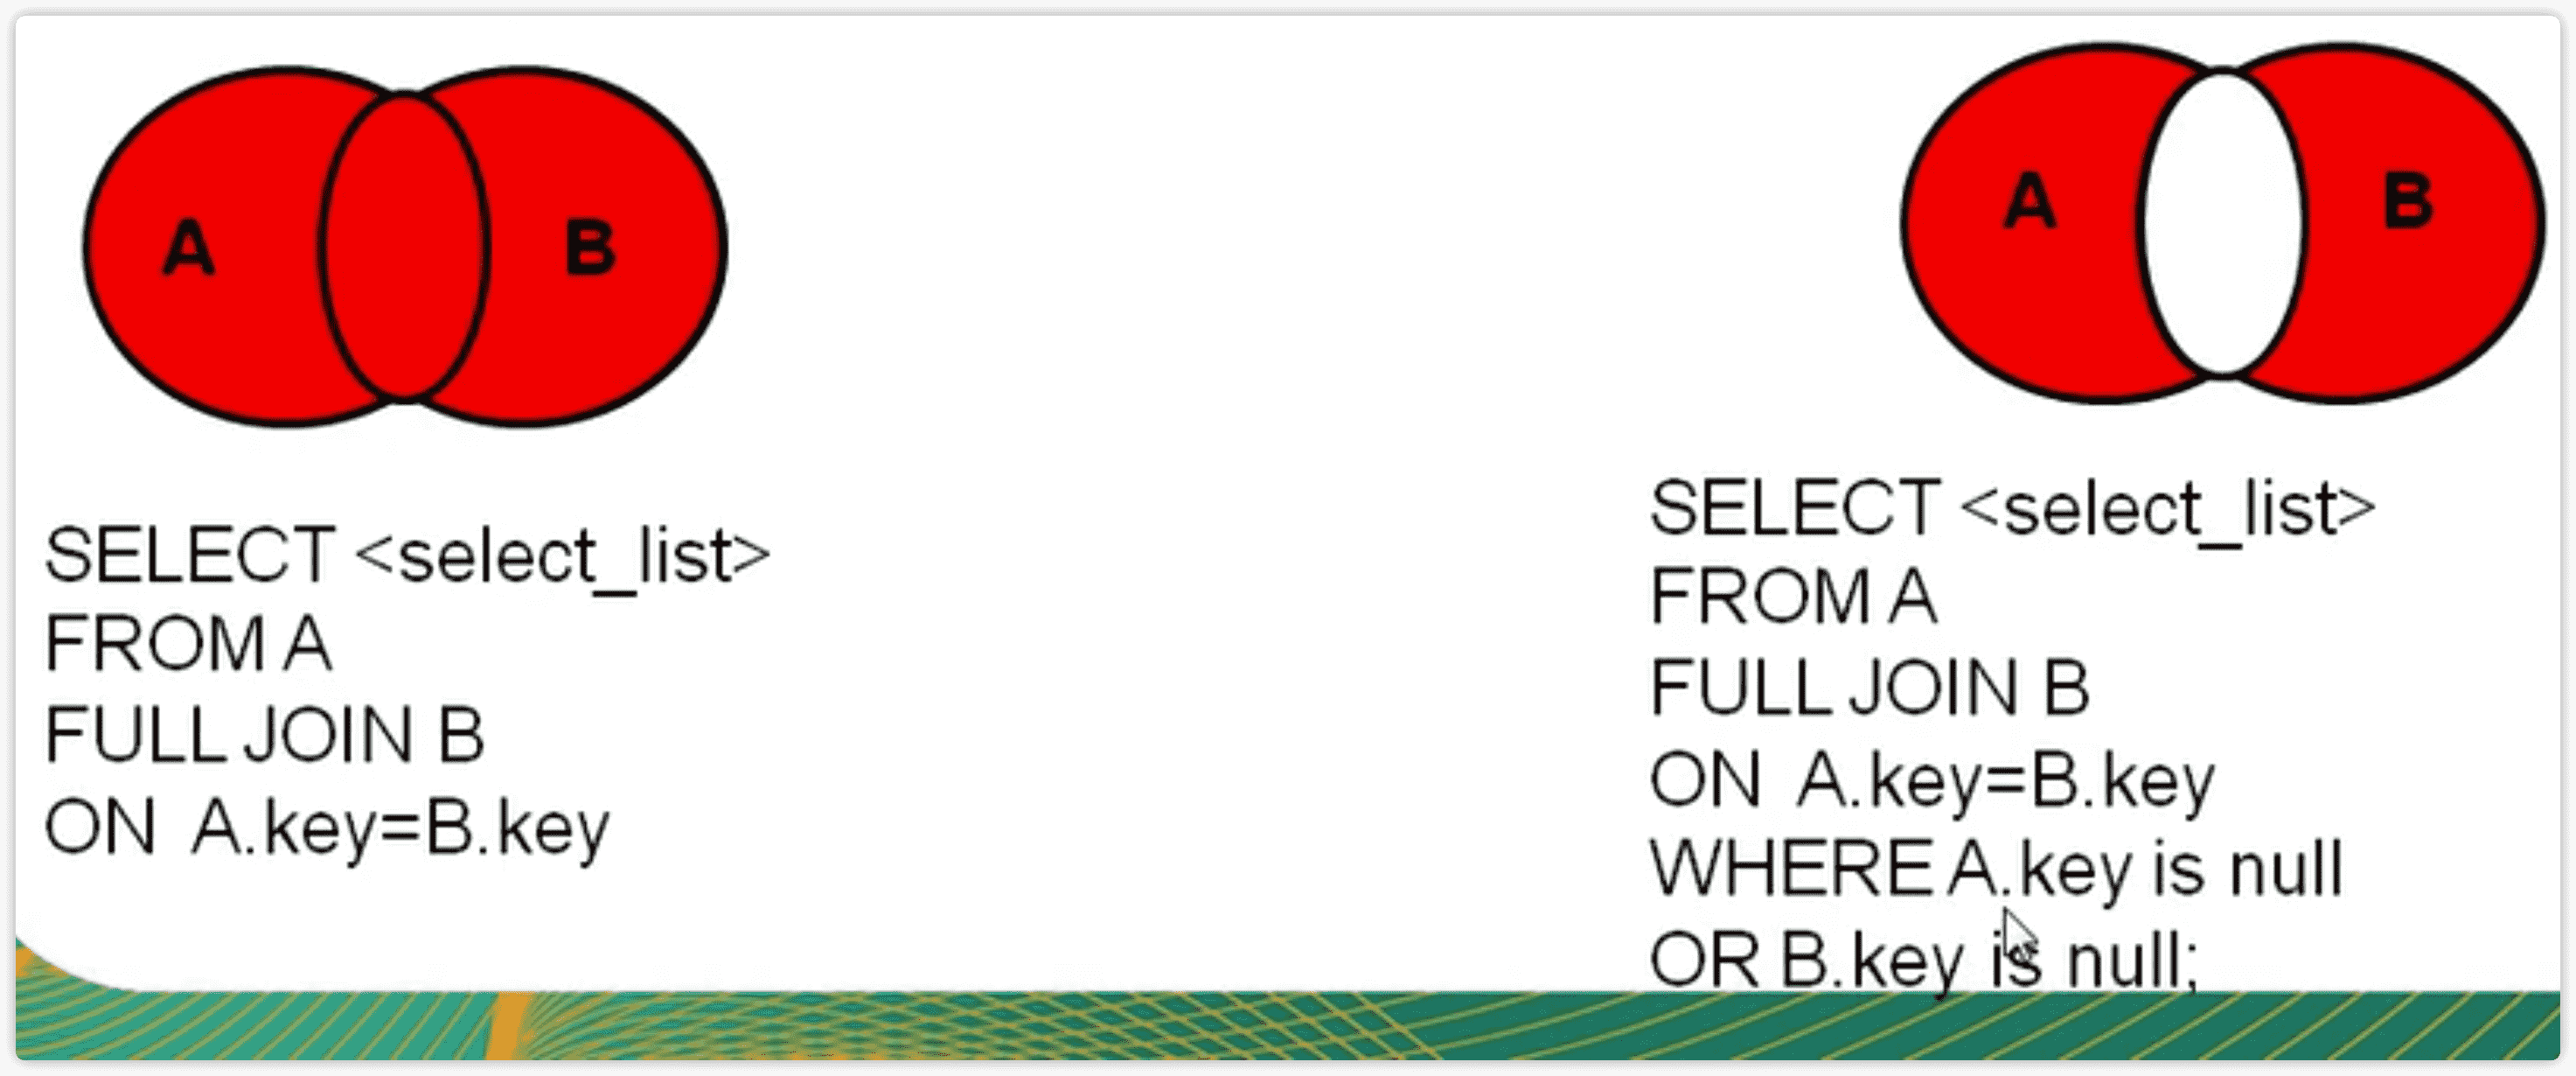 A
B
SELECT <select_list>
FROM A
FULL JOIN B
ON A.key=B.key
A
B
SELECT <select_list>
FROM A
FULL JOIN B
ON A.key=B.key
WHERE A.key is null
OR B.key is null;